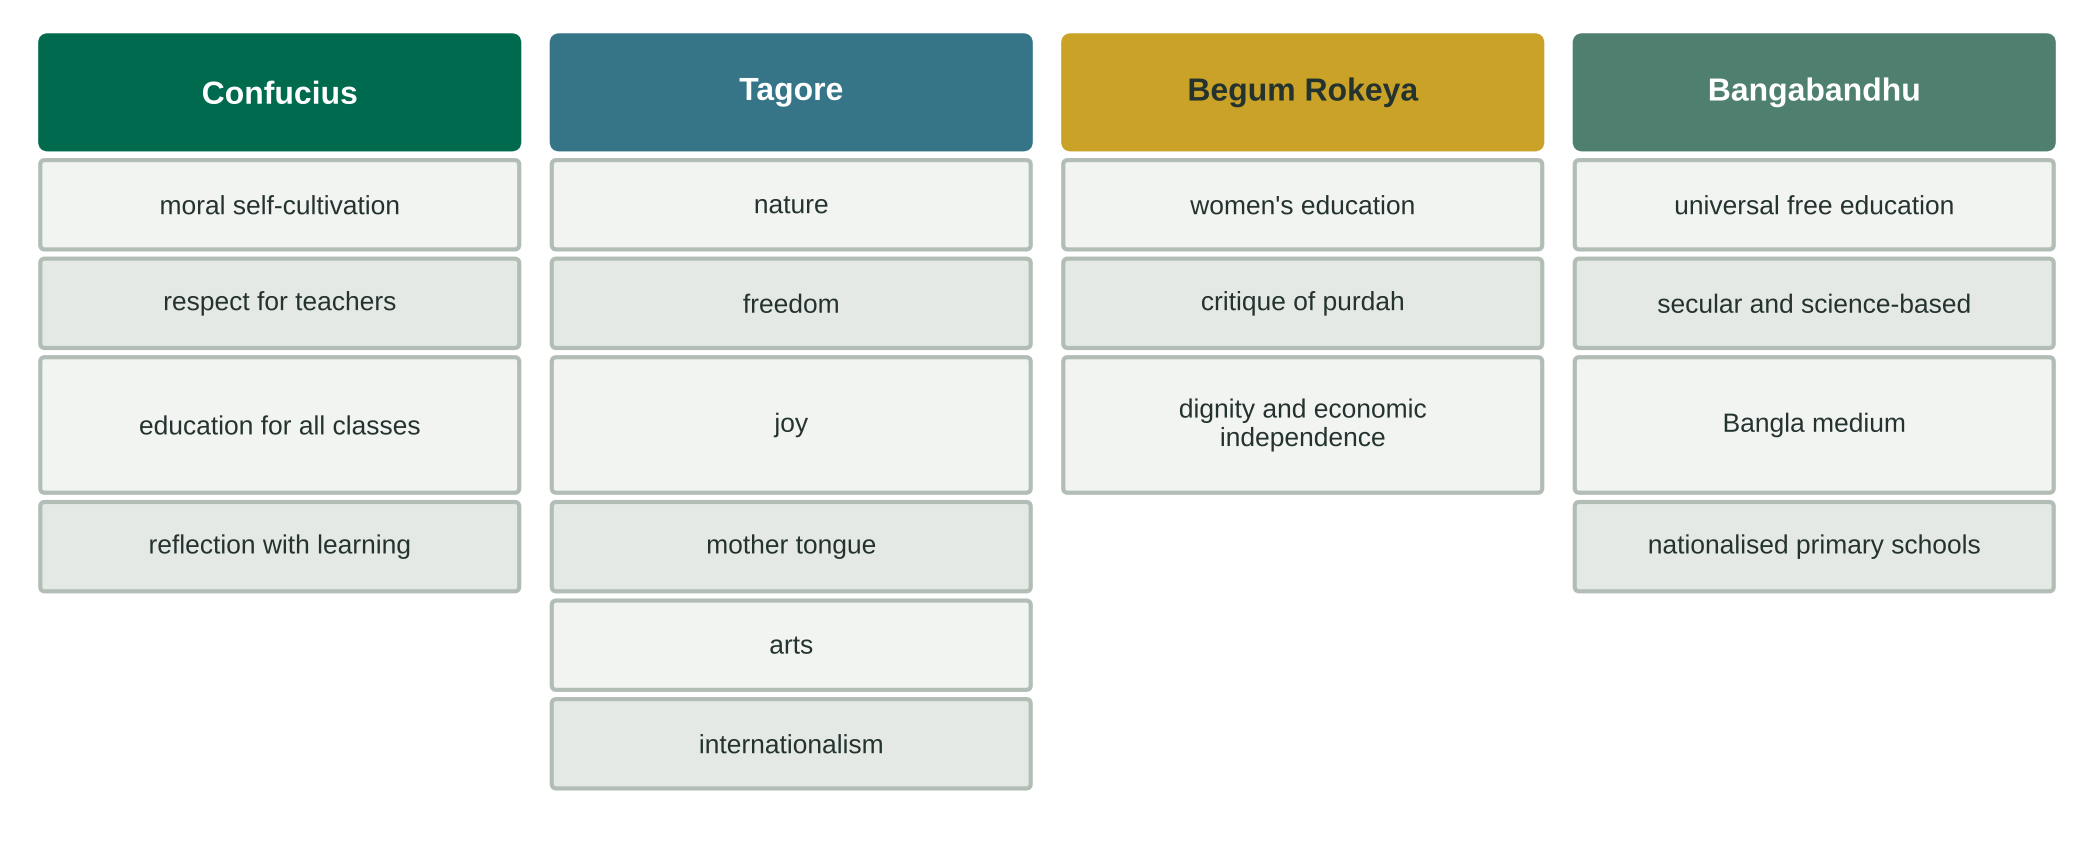 Confucius
moral self-cultivation
respect for teachers
education for all classes
reflection with learning
Tagore
nature
freedom
joy
mother tongue
arts
internationalism
Begum Rokeya
women's education
critique of purdah
dignity and economic
independence
Bangabandhu
universal free education
secular and science-based
Bangla medium
nationalised primary schools